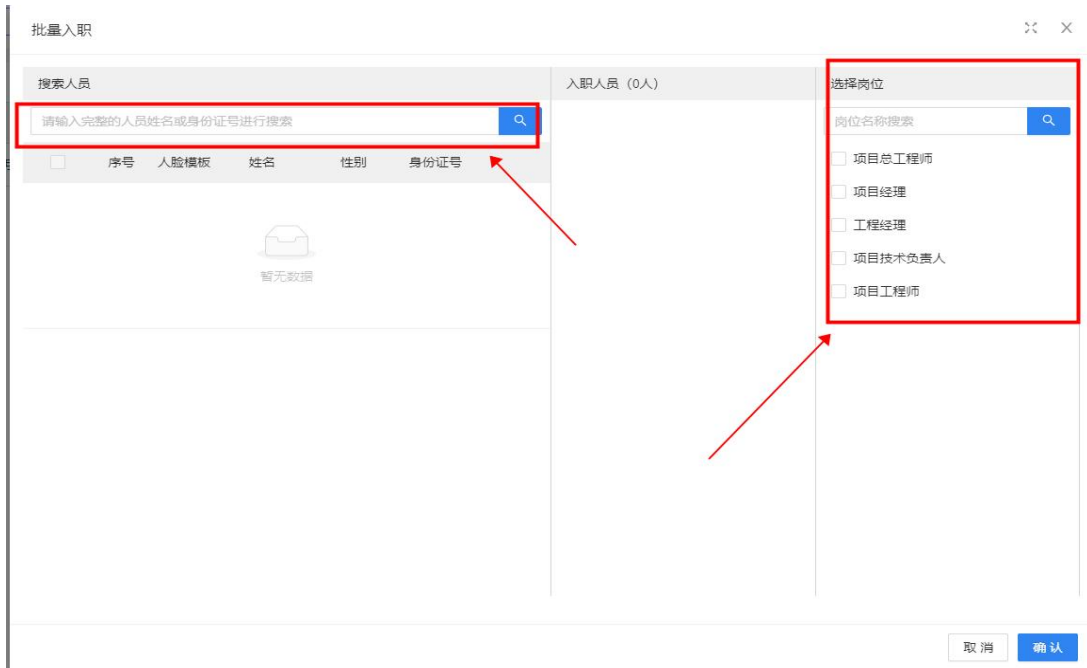 批量入职
搜索人员
入职人员（0人）
选择岗位
请输入完整的人员姓名或身份证号进行搜索
岗位名称搜索
序号 人脸模板 姓名 性别 身份证号
项目总工程师
项目经理
工程经理
项目技术负责人
项目工程师
暂无数据
取消 确认